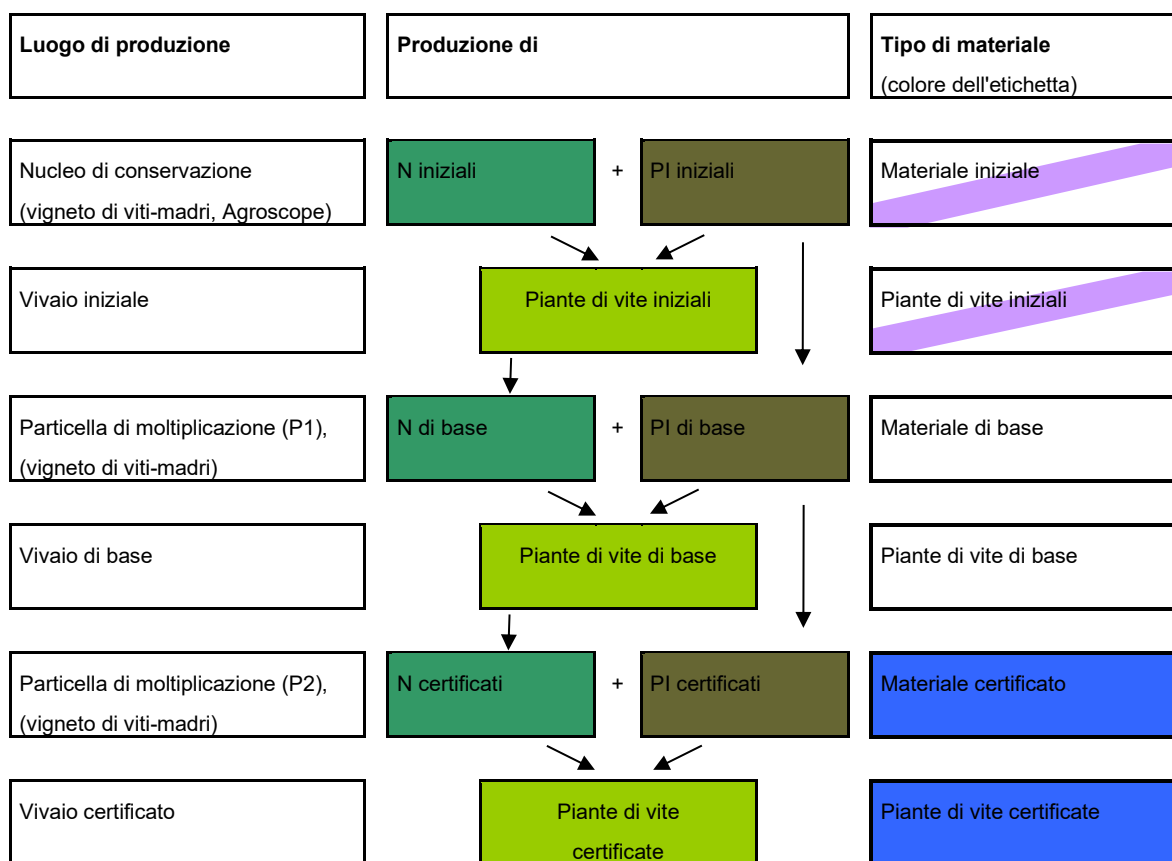 Luogo di produzione
Produzione di
Tipo di materiale
(colore dell'etichetta)
Nucleo di conservazione
(vigneto di viti-madri, Agroscope)
N iniziali
+
PI iniziali
Materiale iniziale
Vivaio iniziale
Piante di vite iniziali
Piante di vite iniziali
Particella di moltiplicazione (P1),
(vigneto di viti-madri)
N di base
+
PI di base
Materiale di base
Vivaio di base
Piante di vite di base
Piante di vite di base
Particella di moltiplicazione (P2),
(vigneto di viti-madri)
N certificati
+
PI certificati
Materiale certificato
Vivaio certificato
Piante di vite
certificate
Piante di vite certificate